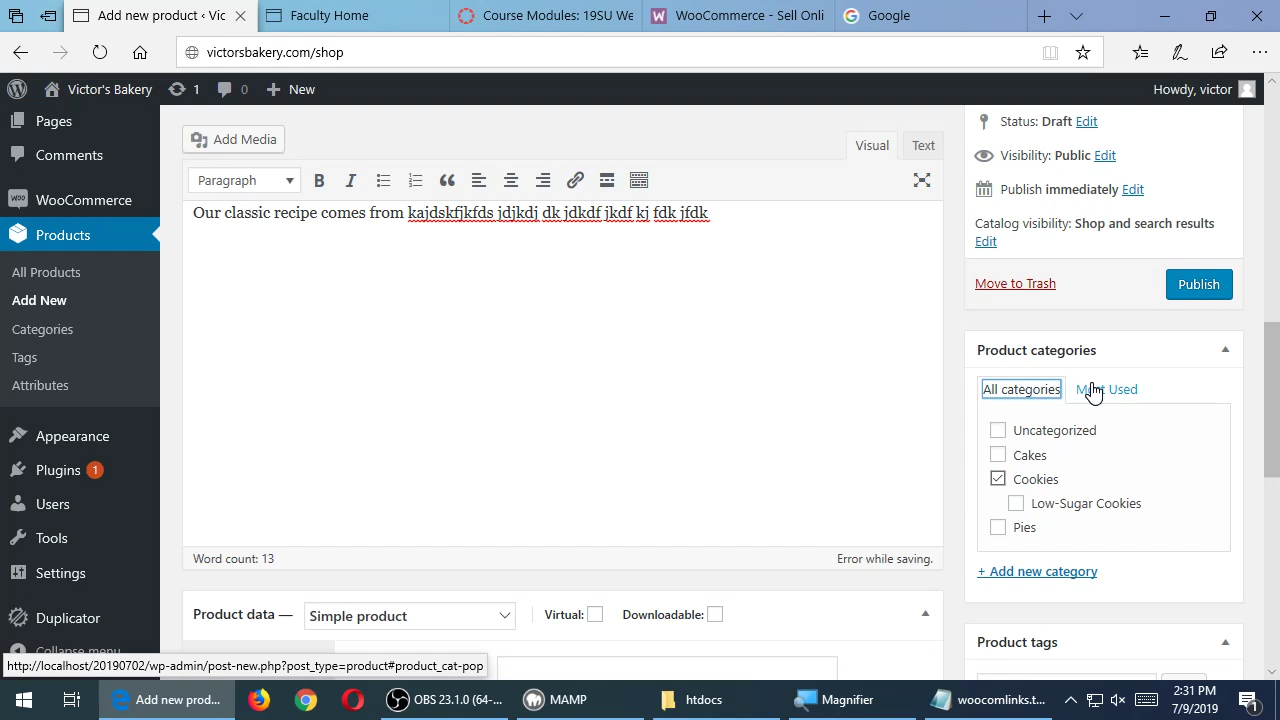 Add new product ‹ Vic
Faculty Home
Course Modules: 19SU We
WooCommerce - Sell Onli
Google
victorsbakery.com/shop
Victor's Bakery
1
0
New
Howdy, victor
Pages
Comments
WooCommerce
Products
All Products
Add New
Categories
Tags
Attributes
Appearance
Plugins 1
Users
Tools
Settings
Duplicator
Collapse menu
Add Media
Visual
Text
Paragraph
Our classic recipe comes from kajdskfjkfds jdjkdj dk jdkdf jkdf kj fdk jfdk
Word count: 13
Error while saving.
Product data —
Simple product
Virtual:
Downloadable:
Status: Draft Edit
Visibility: Public Edit
Publish immediately Edit
Catalog visibility: Shop and search results
Edit
Move to Trash
Publish
Product categories
All categories
Most Used
Uncategorized
Cakes
Cookies
Low-Sugar Cookies
Pies
+ Add new category
Product tags
http://localhost/20190702/wp-admin/post-new.php?post_type=product#product_cat-pop
Add new prod...
OBS 23.1.0 (64-...
MAMP
htdocs
Magnifier
woocomlinks.t...
2:31 PM
7/9/2019
1